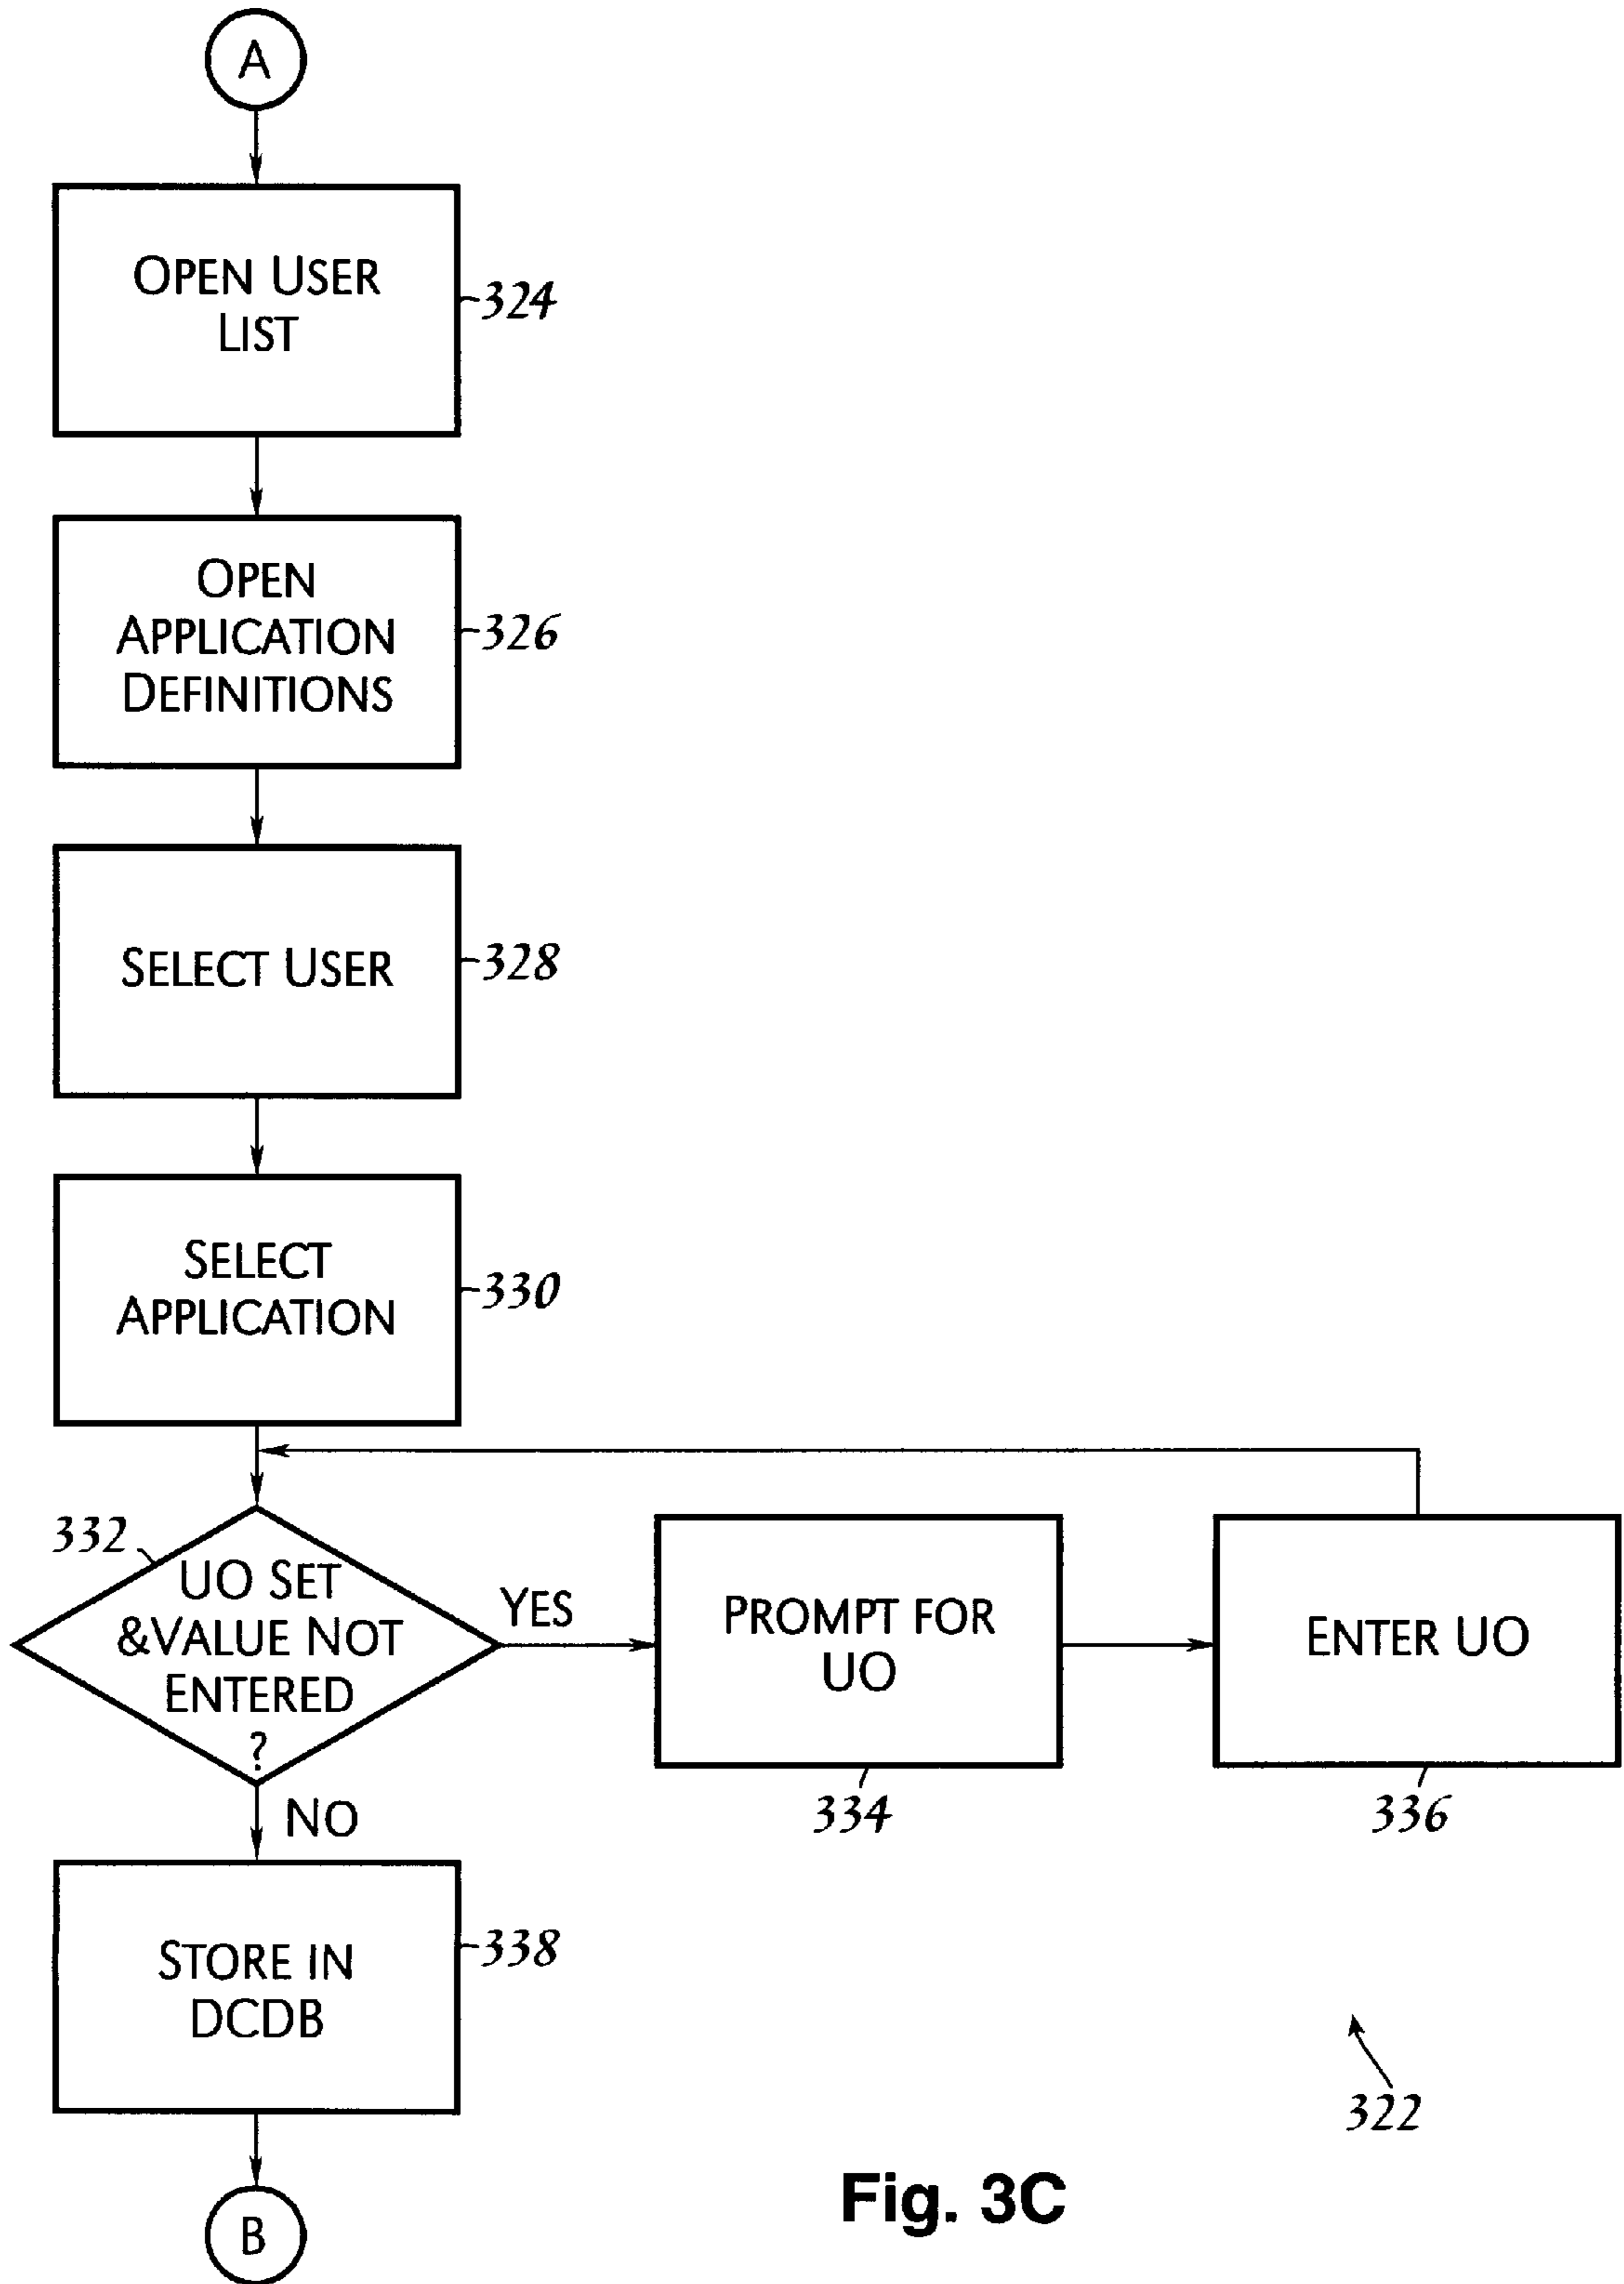 A
OPEN USER
LIST
324
OPEN
APPLICATION
DEFINITIONS
326
SELECT USER
328
SELECT
APPLICATION
330
332
UO SET
&VALUE NOT
ENTERED
?
YES
PROMPT FOR
UO
334
ENTER UO
336
NO
STORE IN
DCDB
338
322
B
Fig. 3C